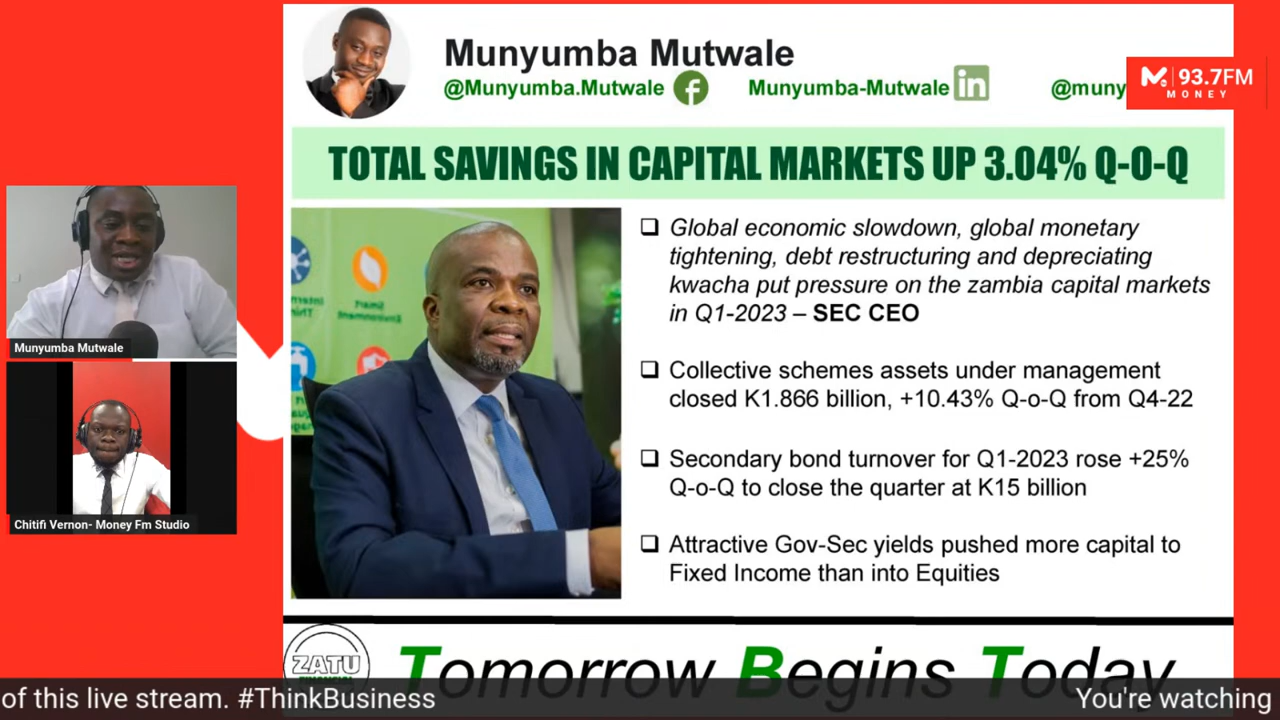 Munyumba Mutwale
@Munyumba.Mutwale
Munyumba-Mutwale
in
@muny
M 93.7FM
MONEY
TOTAL SAVINGS IN CAPITAL MARKETS UP 3.04% Q-O-Q
Global economic slowdown, global monetary
tightening, debt restructuring and depreciating
kwacha put pressure on the zambia capital markets
in Q1-2023 – SEC CEO
Collective schemes assets under management
closed K1.866 billion, +10.43% Q-o-Q from Q4-22
Secondary bond turnover for Q1-2023 rose +25%
Q-o-Q to close the quarter at K15 billion
Attractive Gov-Sec yields pushed more capital to
Fixed Income than into Equities
Munyumba Mutwale
Chitifi Vernon- Money Fm Studio
ZATU
Tomorrow Begins Today
of this live stream. #ThinkBusiness
You're watching